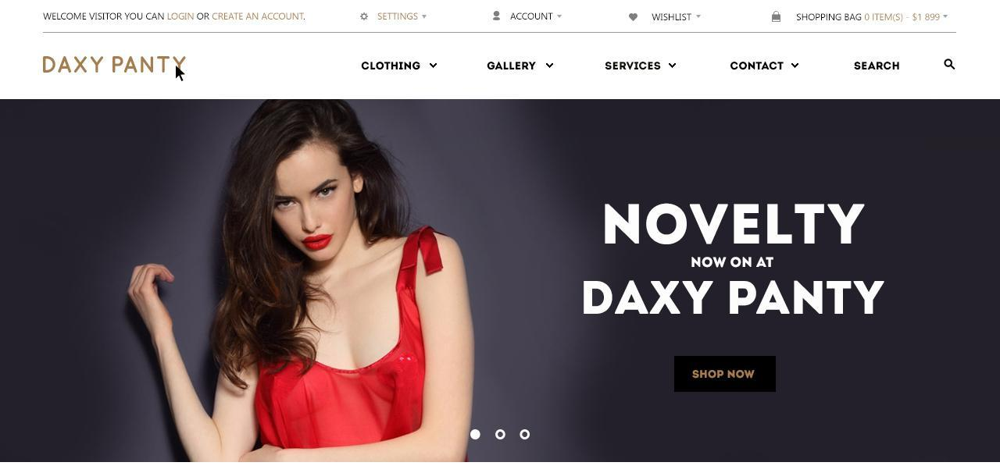 WELCOME VISITOR YOU CAN LOGIN OR CREATE AN ACCOUNT.
SETTINGS
ACCOUNT
WISHLIST
SHOPPING BAG 0 ITEM(S) - $1 899
DAXY PANTY
CLOTHING
GALLERY
SERVICES
CONTACT
SEARCH
NOVELTY
NOW ON AT
DAXY PANTY
SHOP NOW